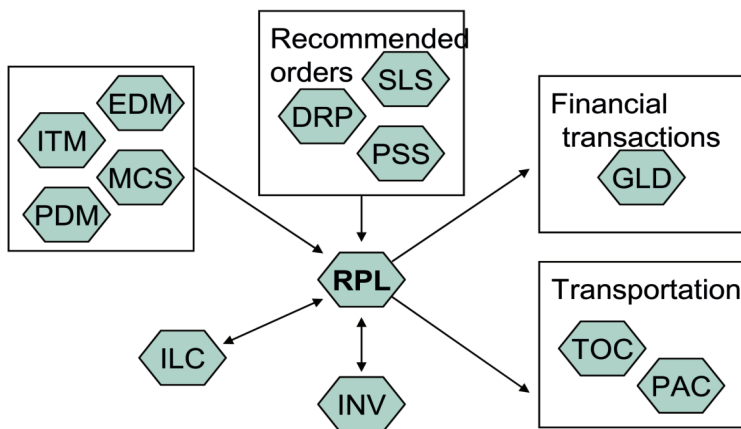 EDM
ITM
MCS
PDM
Recommended
orders
SLS
DRP
PSS
Financial
transactions
GLD
RPL
Transportation
TOC
PAC
ILC
INV